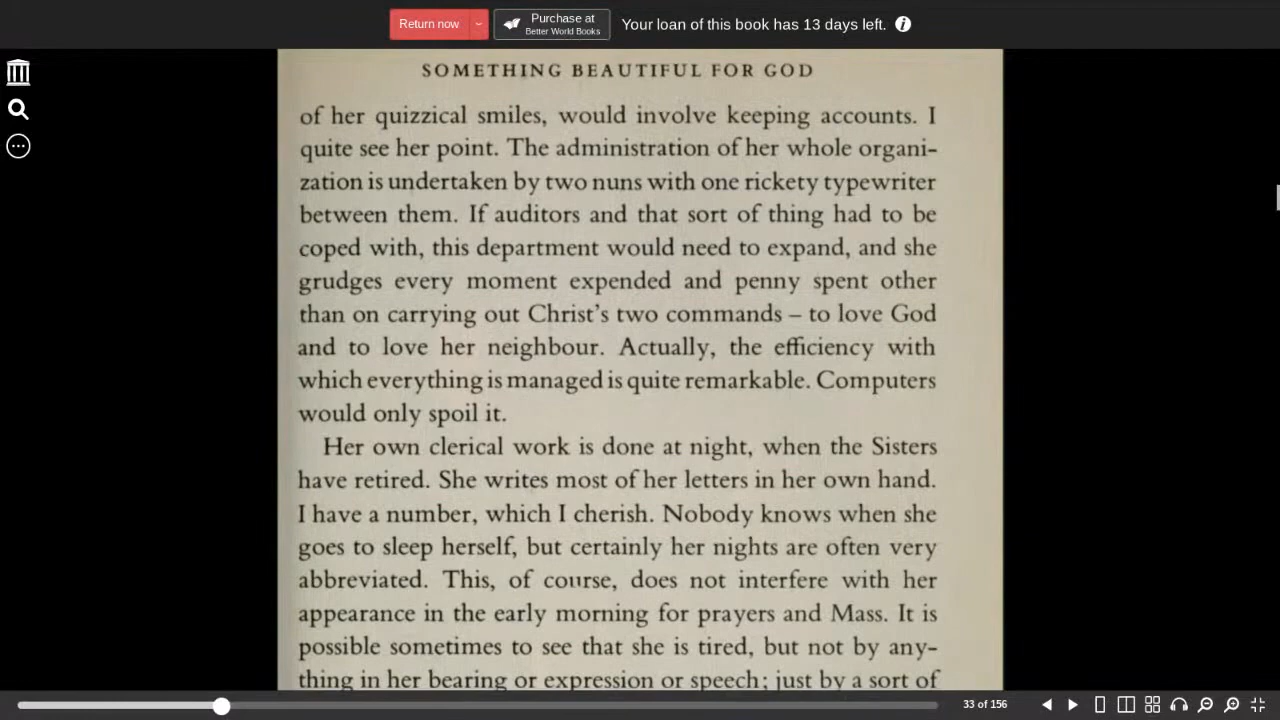 Return now
Purchase at
Better World Books
Your loan of this book has 13 days left.
SOMETHING BEAUTIFUL FOR GOD
of her quizzical smiles, would involve keeping accounts. I
quite see her point. The administration of her whole organi-
zation is undertaken by two nuns with one rickety typewriter
between them. If auditors and that sort of thing had to be
coped with, this department would need to expand, and she
grudges every moment expended and penny spent other
than on carrying out Christ's two commands – to love God
and to love her neighbour. Actually, the efficiency with
which everything is managed is quite remarkable. Computers
would only spoil it.
Her own clerical work is done at night, when the Sisters
have retired. She writes most of her letters in her own hand.
I have a number, which I cherish. Nobody knows when she
goes to sleep herself, but certainly her nights are often very
abbreviated. This, of course, does not interfere with her
appearance in the early morning for prayers and Mass. It is
possible sometimes to see that she is tired, but not by any-
thing in her bearing or expression or speech; just by a sort of
33 of 156